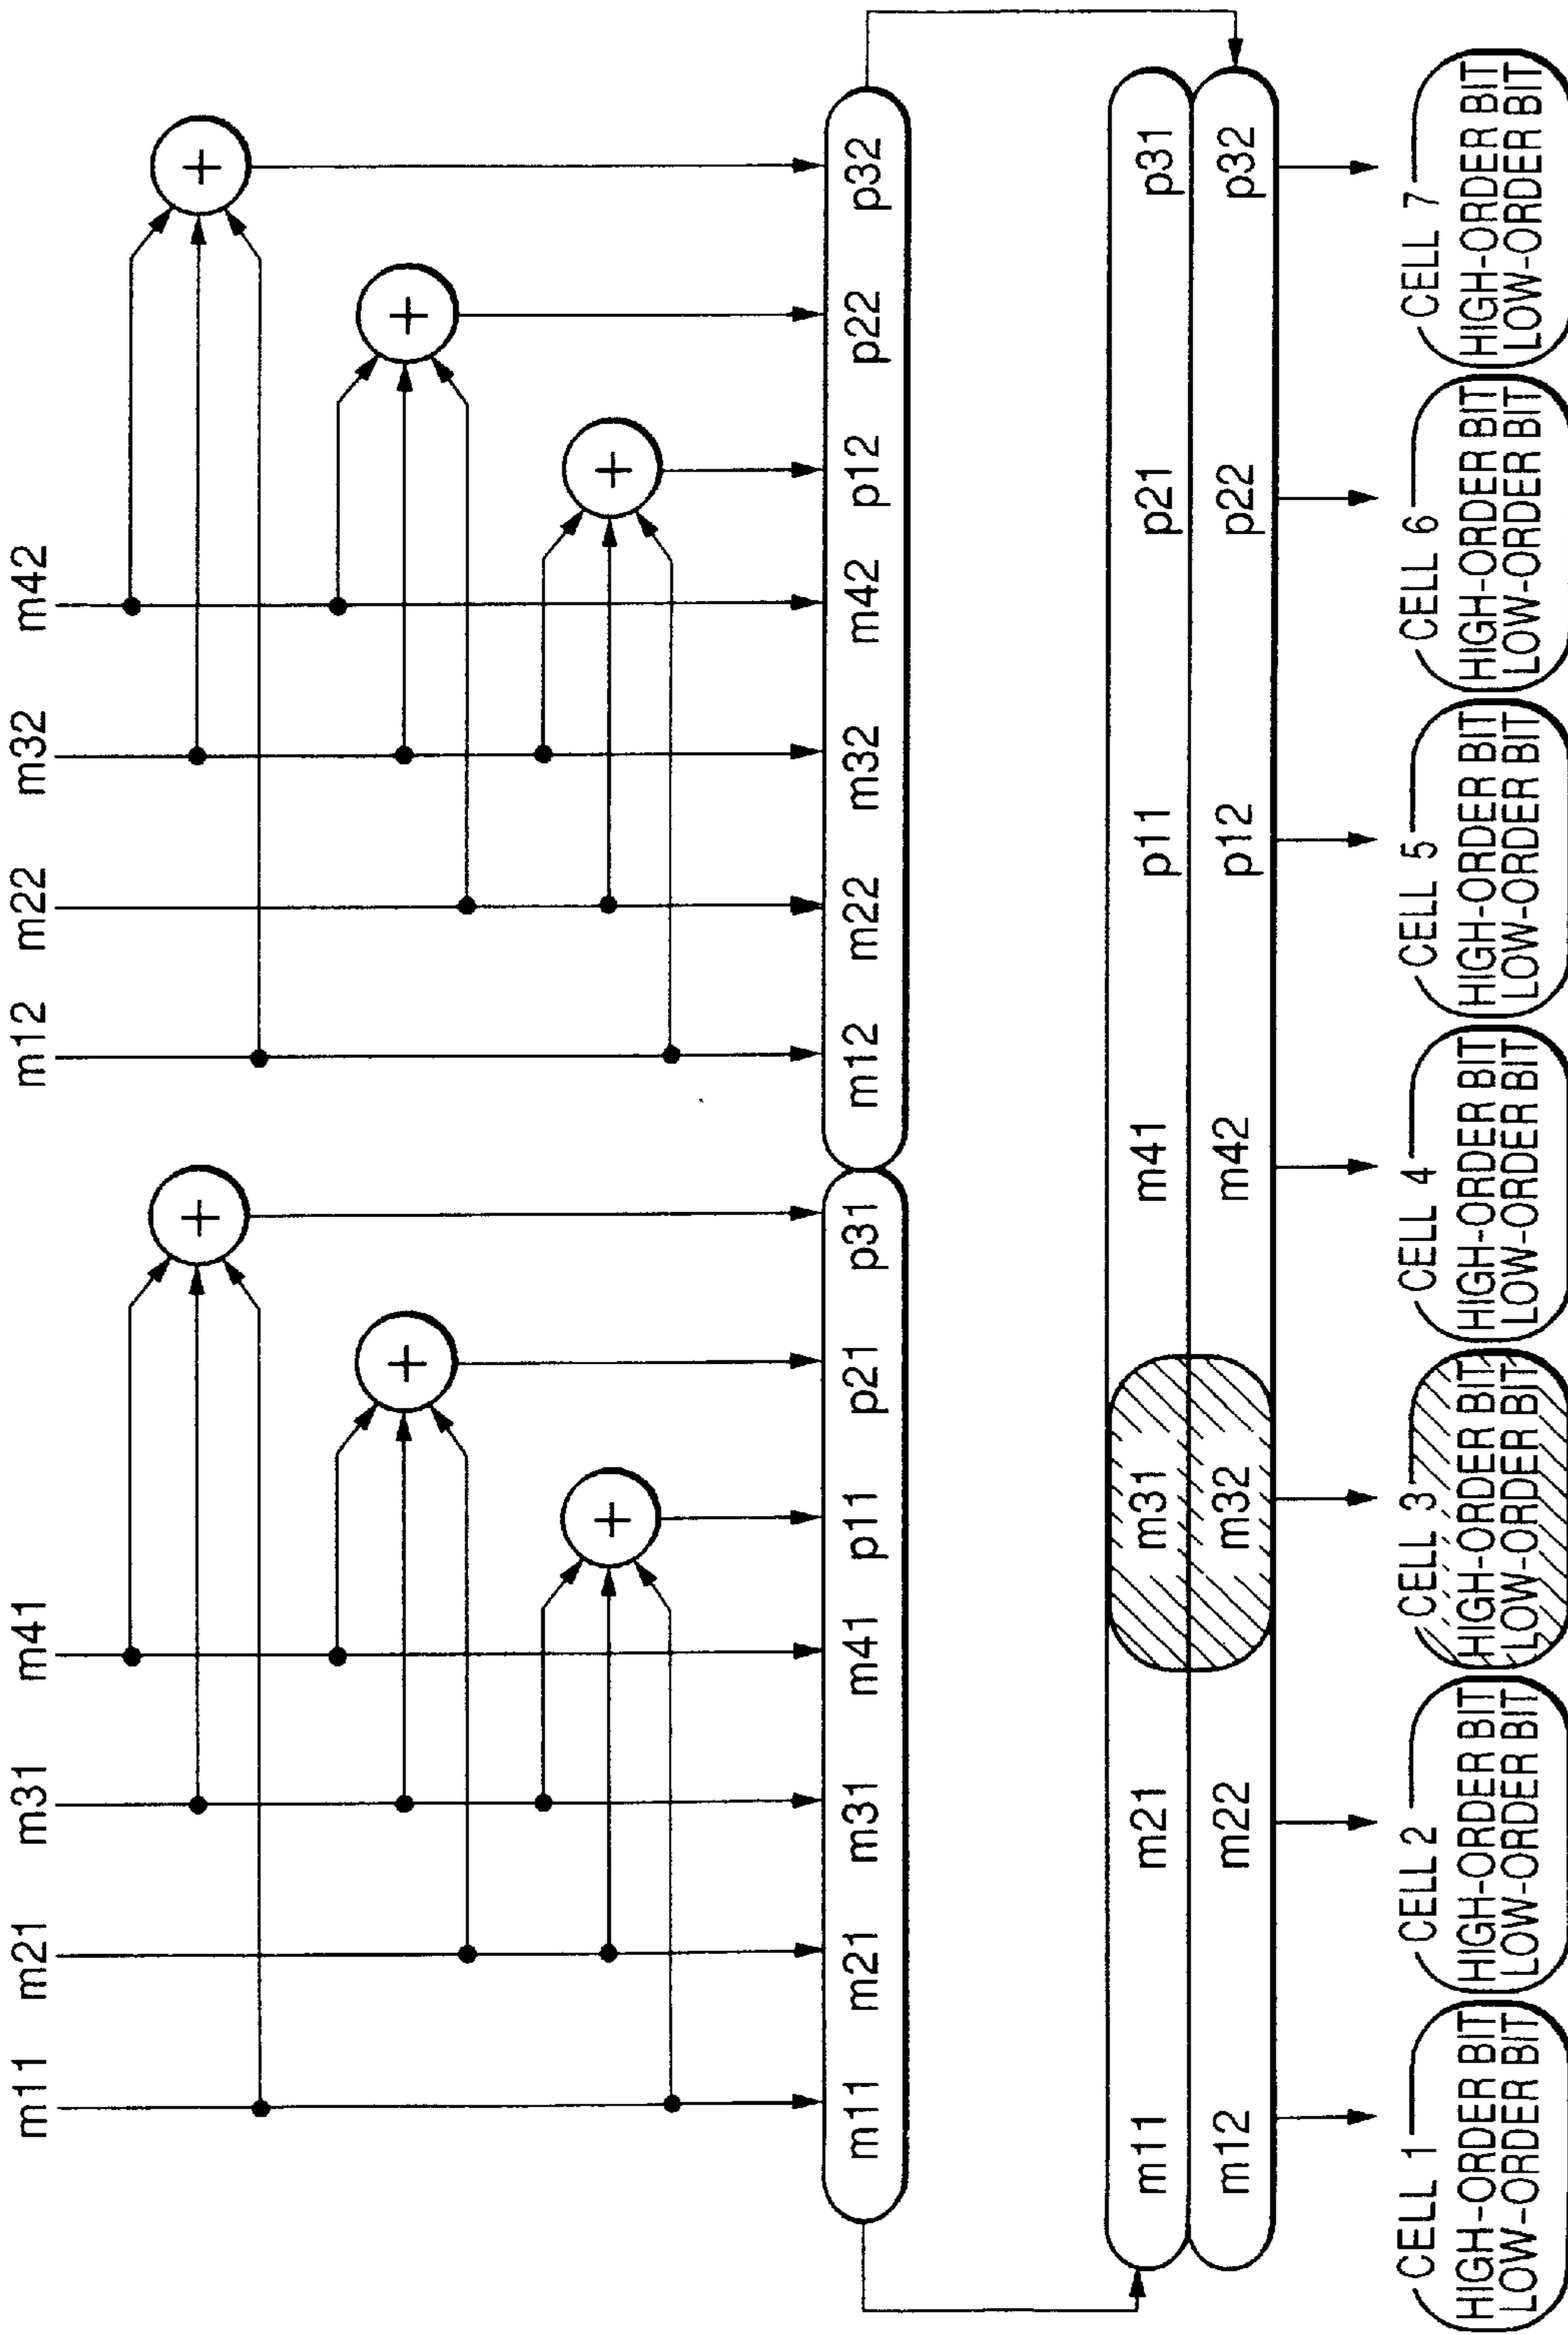 m11 m21 m31 m41 m12 m22 m32 m42
+ +
+ +
+ +
m11 m21 m31 m41 p11 p21 p31 m12 m22 m32 m42 p12 p22 p32
m11 m21 m31 m41 p11 p21 p31
m12 m22 m32 m42 p12 p22 p32
CELL 1
HIGH-ORDER BIT
LOW-ORDER BIT
CELL 2
HIGH-ORDER BIT
LOW-ORDER BIT
CELL 3
HIGH-ORDER BIT
LOW-ORDER BIT
CELL 4
HIGH-ORDER BIT
LOW-ORDER BIT
CELL 5
HIGH-ORDER BIT
LOW-ORDER BIT
CELL 6
HIGH-ORDER BIT
LOW-ORDER BIT
CELL 7
HIGH-ORDER BIT
LOW-ORDER BIT